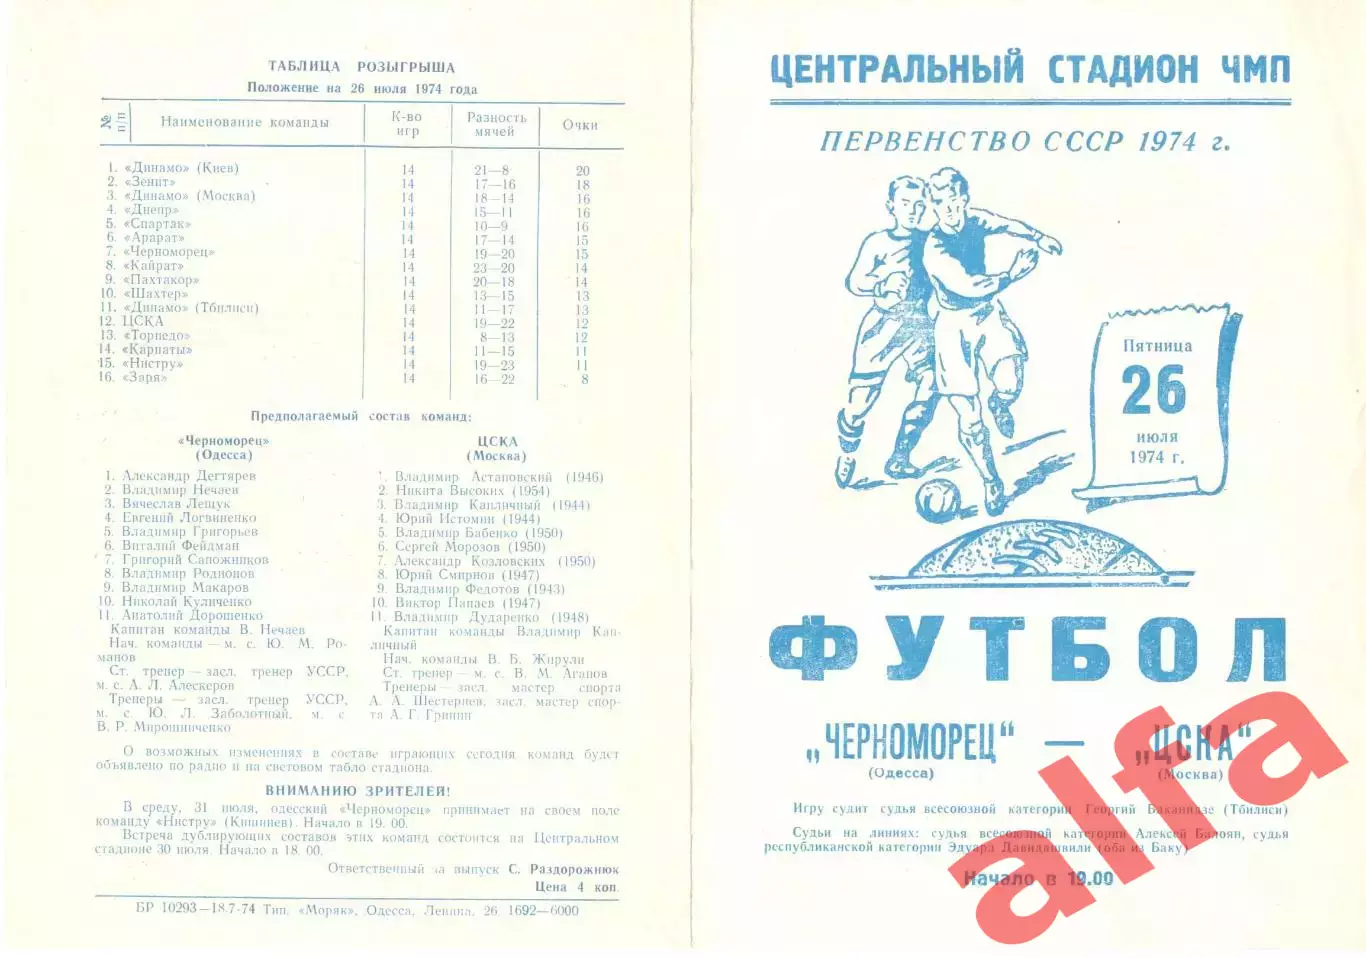 ТАБЛИЦА РОЗЫГРЫША
Положение на 26 июля 1974 года
№ п/п Наименование команды К-во игр Разность мячей Очки
1. «Динамо» (Киев) 14 21—8 20
2. «Зенит» 14 17—16 18
3. «Динамо» (Москва) 14 18—14 16
4. «Днепр» 14 15—11 16
5. «Спартак» 14 10—9 16
6. «Арарат» 14 17—14 15
7. «Черноморец» 14 19—20 15
8. «Кайрат» 14 23—20 14
9. «Пахтакор» 14 20—18 14
10. «Шахтер» 14 13—15 13
11. «Динамо» (Тбилиси) 14 11—17 13
12. ЦСКА 14 19—22 12
13. «Торпедо» 14 8—13 12
14. «Карпаты» 14 11—15 11
15. «Нистру» 14 19—23 11
16. «Заря» 14 16—22 8
Предполагаемый состав команд:
«Черноморец»
(Одесса)
1. Александр Дегтярев
2. Владимир Нечаев
3. Вячеслав Лещук
4. Евгений Логвиненко
5. Владимир Григорьев
6. Виталий Фейдман
7. Григорий Сапожников
8. Владимир Родионов
9. Владимир Макаров
10. Николай Куличенко
11. Анатолий Дорошенко
Капитан команды В. Нечаев
Нач. команды — м. с. Ю. М. Ро-
манов
Ст. тренер — засл. тренер УССР,
м. с. А. Л. Алескеров
Тренеры — засл. тренер УССР,
м. с. Ю. Л. Заболотный, м. с
В. Р. Мирошниченко
ЦСКА
(Москва)
1. Владимир Астаповский (1946)
2. Никита Высоких (1954)
3. Владимир Капличный (1944)
4. Юрий Истомин (1944)
5. Владимир Бабенко (1950)
6. Сергей Морозов (1950)
7. Александр Козловских (1950)
8. Юрий Смирнов (1947)
9. Владимир Федотов (1943)
10. Виктор Папаев (1947)
11. Владимир Дударенко (1948)
Капитан команды Владимир Кап-
личный
Нач. команды В. Б. Жирули
Ст. тренер — м. с. В. М. Агапов
Тренеры — засл. мастер спорта
А. А. Шестернев, засл. мастер спор-
та А. Г. Гринин
О возможных изменениях в составе играющих сегодня команд будет
объявлено по радио и на световом табло стадиона.
ВНИМАНИЮ ЗРИТЕЛЕЙ!
В среду, 31 июля, одесский «Черноморец» принимает на своем поле
команду «Нистру» (Кишинев). Начало в 19. 00.
Встреча дублирующих составов этих команд состоится на Центральном
стадионе 30 июля. Начало в 18. 00.
Ответственный за выпуск С. Раздорожнюк
Цена 4 коп.
БР 10293—18.7-74 Тип. «Моряк», Одесса, Ленина, 26. 1692—6000
ЦЕНТРАЛЬНЫЙ СТАДИОН ЧМП
ПЕРВЕНСТВО СССР 1974 г.
Пятница
26
июля
1974 г.
ФУТБОЛ
„ЧЕРНОМОРЕЦ“ — „ЦСКА“
(Одесса) (Москва)
Игру судит судья всесоюзной категории Георгий Баканидзе (Тбилиси)
Судьи на линиях: судья всесоюзной категории Алексей Балоян, судья
республиканской категории Эдуард Давидашвили (оба из Баку)
Начало в 19.00
alfa